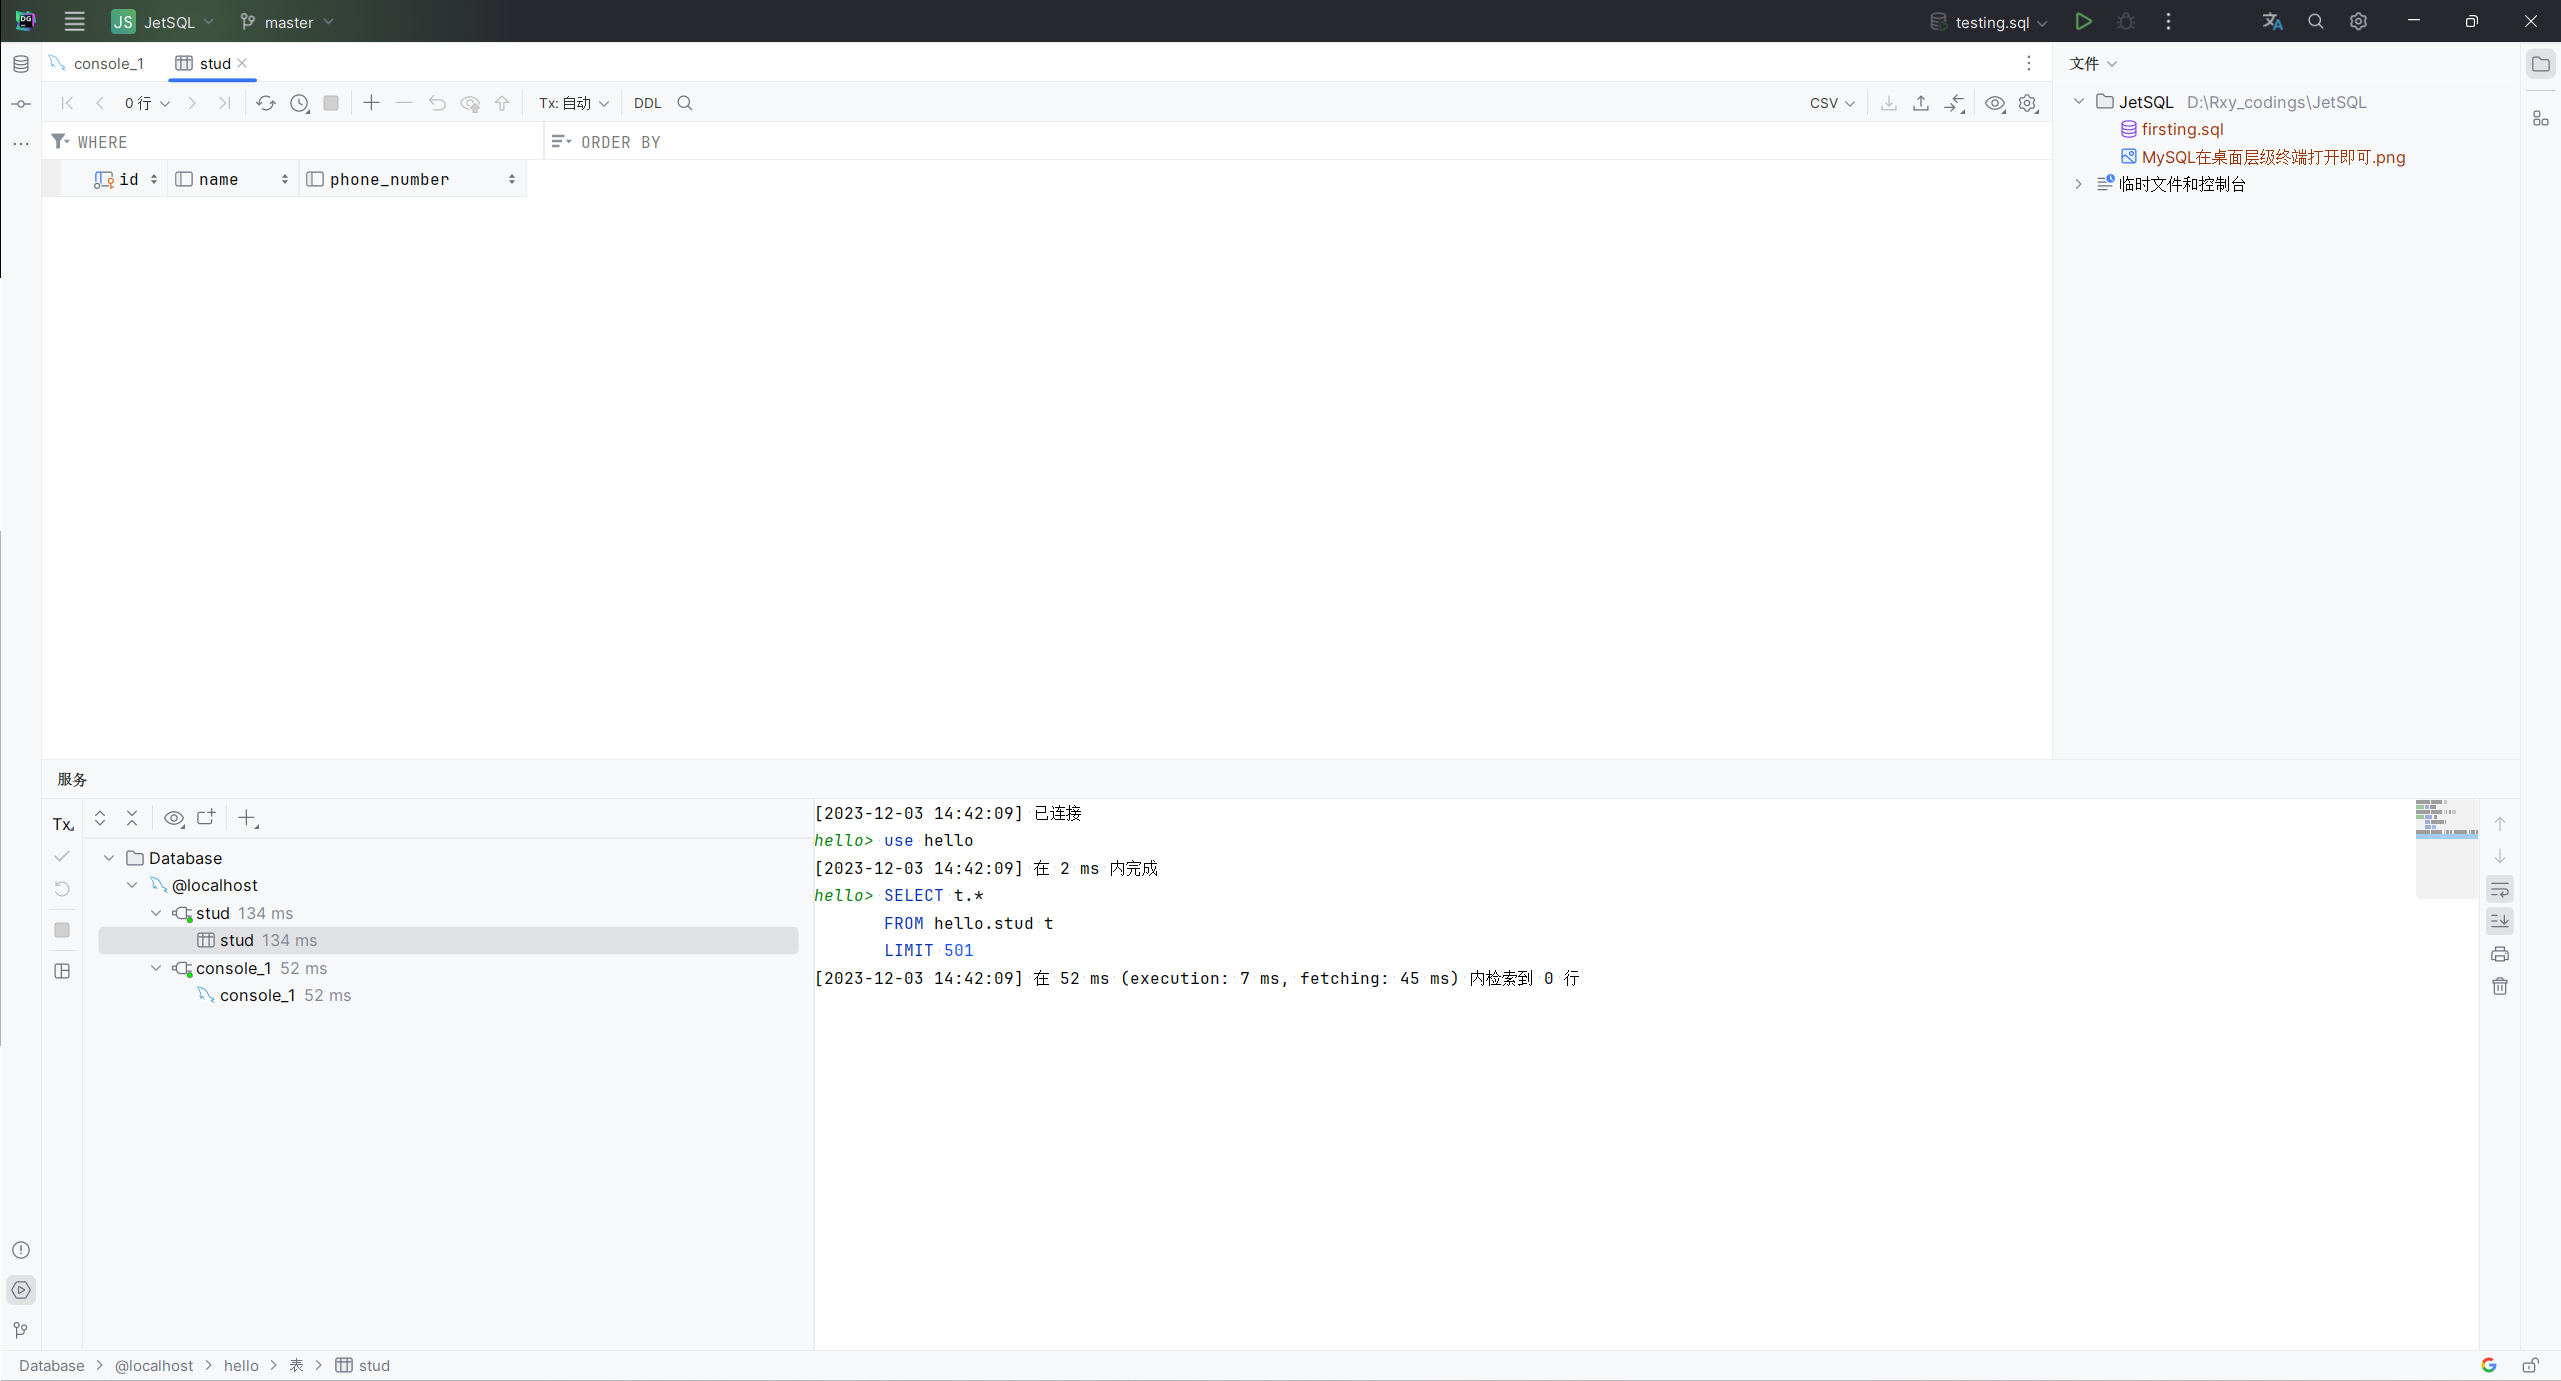 JS JetSQL master testing.sql
console_1 stud
0 行 Tx: 自动 DDL CSV
WHERE ORDER BY
id name phone_number
文件
JetSQL D:\Rxy_codings\JetSQL
firsting.sql
MySQL在桌面层级终端打开即可.png
临时文件和控制台
服务
Tx
Database
@localhost
stud 134 ms
stud 134 ms
console_1 52 ms
console_1 52 ms
[2023-12-03 14:42:09] 已连接
hello> use hello
[2023-12-03 14:42:09] 在 2 ms 内完成
hello> SELECT t.*
FROM hello.stud t
LIMIT 501
[2023-12-03 14:42:09] 在 52 ms (execution: 7 ms, fetching: 45 ms) 内检索到 0 行
Database > @localhost > hello > 表 > stud